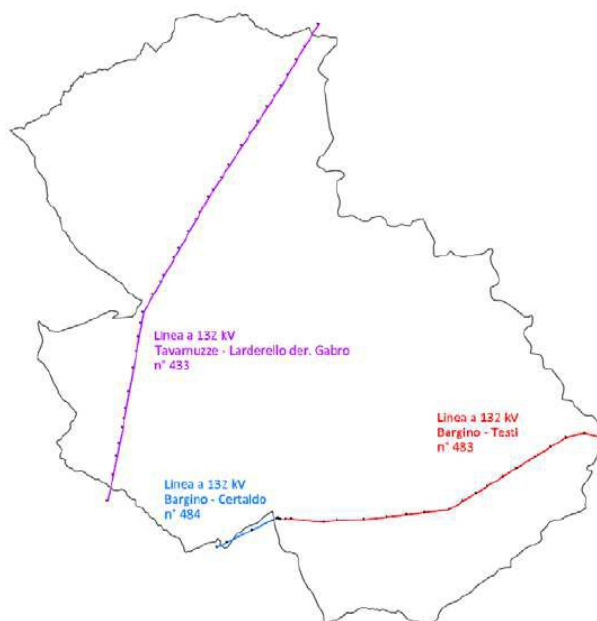 Linea a 132 kV
Tavarnuzze - Larderello der. Gabro
n° 433
Linea a 132 kV
Bargino - Testi
n° 483
Linea a 132 kV
Bargino - Certaldo
n° 484